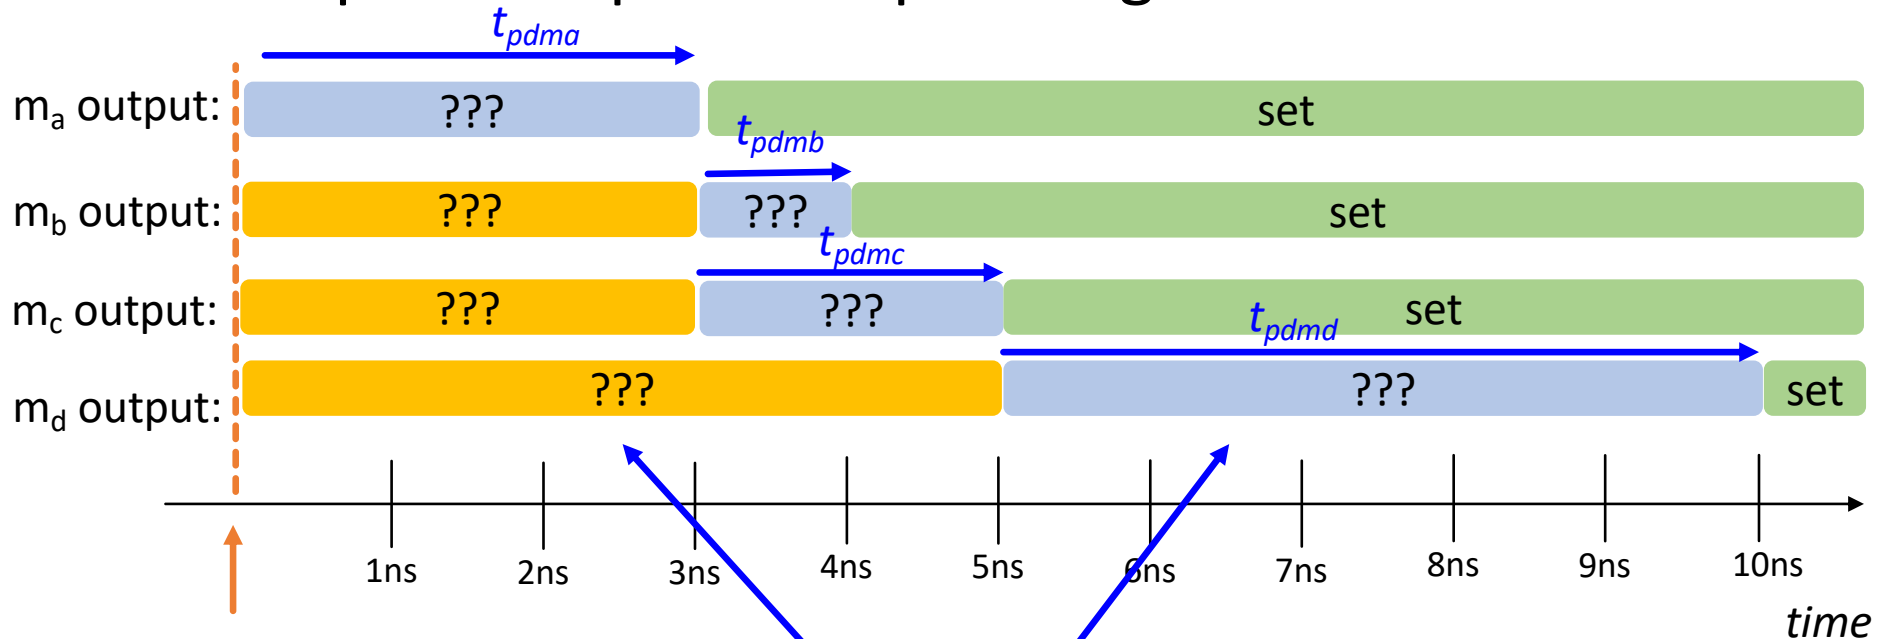 t_pdma
m_a output: ??? set
t_pdmb
m_b output: ??? ??? set
t_pdmc
m_c output: ??? ??? set
t_pdmd
m_d output: ??? ??? set
1ns 2ns 3ns 4ns 5ns 6ns 7ns 8ns 9ns 10ns
time